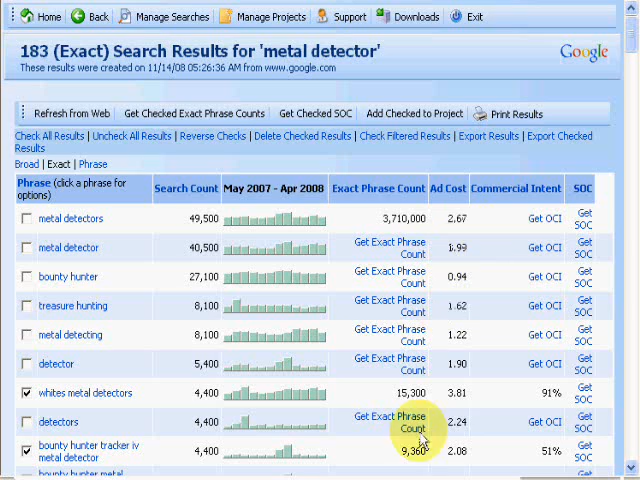 Home Back Manage Searches Manage Projects Support Downloads Exit
183 (Exact) Search Results for 'metal detector'
Google
These results were created on 11/14/08 05:26:36 AM from www.google.com
Refresh from Web Get Checked Exact Phrase Counts Get Checked SOC Add Checked to Project Print Results
Check All Results | Uncheck All Results | Reverse Checks | Delete Checked Results | Check Filtered Results | Export Results | Export Checked
Results
Broad | Exact | Phrase
Phrase (click a phrase for
options)
Search Count May 2007 - Apr 2008 Exact Phrase Count Ad Cost Commercial Intent SOC
metal detectors 49,500 3,710,000 2.67 Get OCI Get
SOC
metal detector 40,500 Get Exact Phrase
Count 1.99 Get OCI Get
SOC
bounty hunter 27,100 Get Exact Phrase
Count 0.94 Get OCI Get
SOC
treasure hunting 8,100 Get Exact Phrase
Count 1.62 Get OCI Get
SOC
metal detecting 8,100 Get Exact Phrase
Count 1.22 Get OCI Get
SOC
detector 5,400 Get Exact Phrase
Count 1.90 Get OCI Get
SOC
whites metal detectors 4,400 15,300 3.81 91% Get
SOC
detectors 4,400 Get Exact Phrase
Count 2.24 Get OCI Get
SOC
bounty hunter tracker iv
metal detector 4,400 9,360 2.08 51% Get
SOC
bounty hunter metal Get